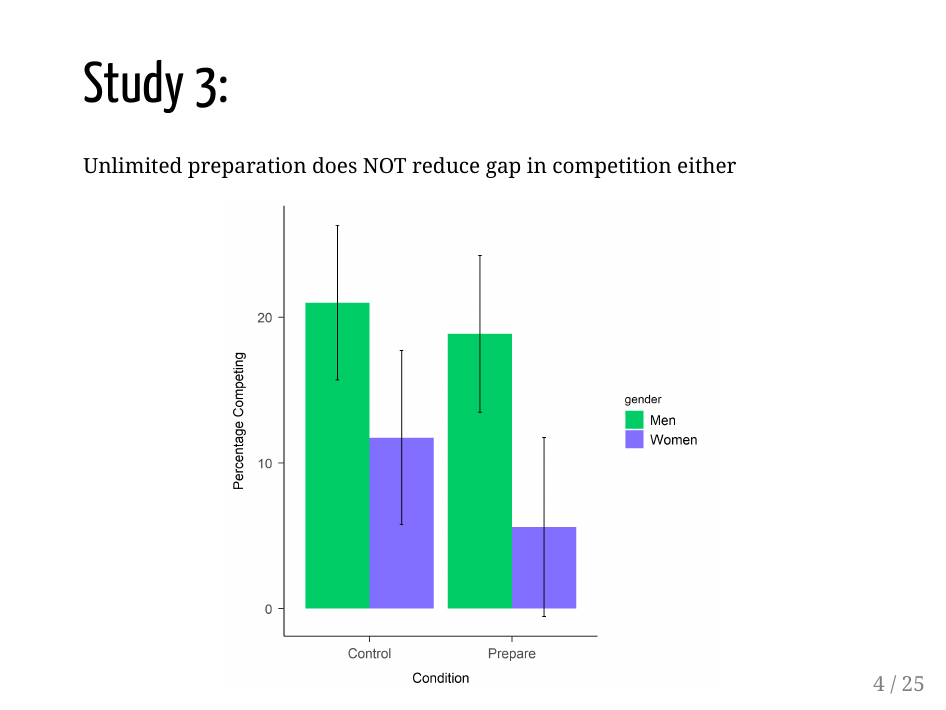 Study 3:
Unlimited preparation does NOT reduce gap in competition either
20
10
0
Percentage Competing
Control
Prepare
Condition
gender
Men
Women
4 / 25